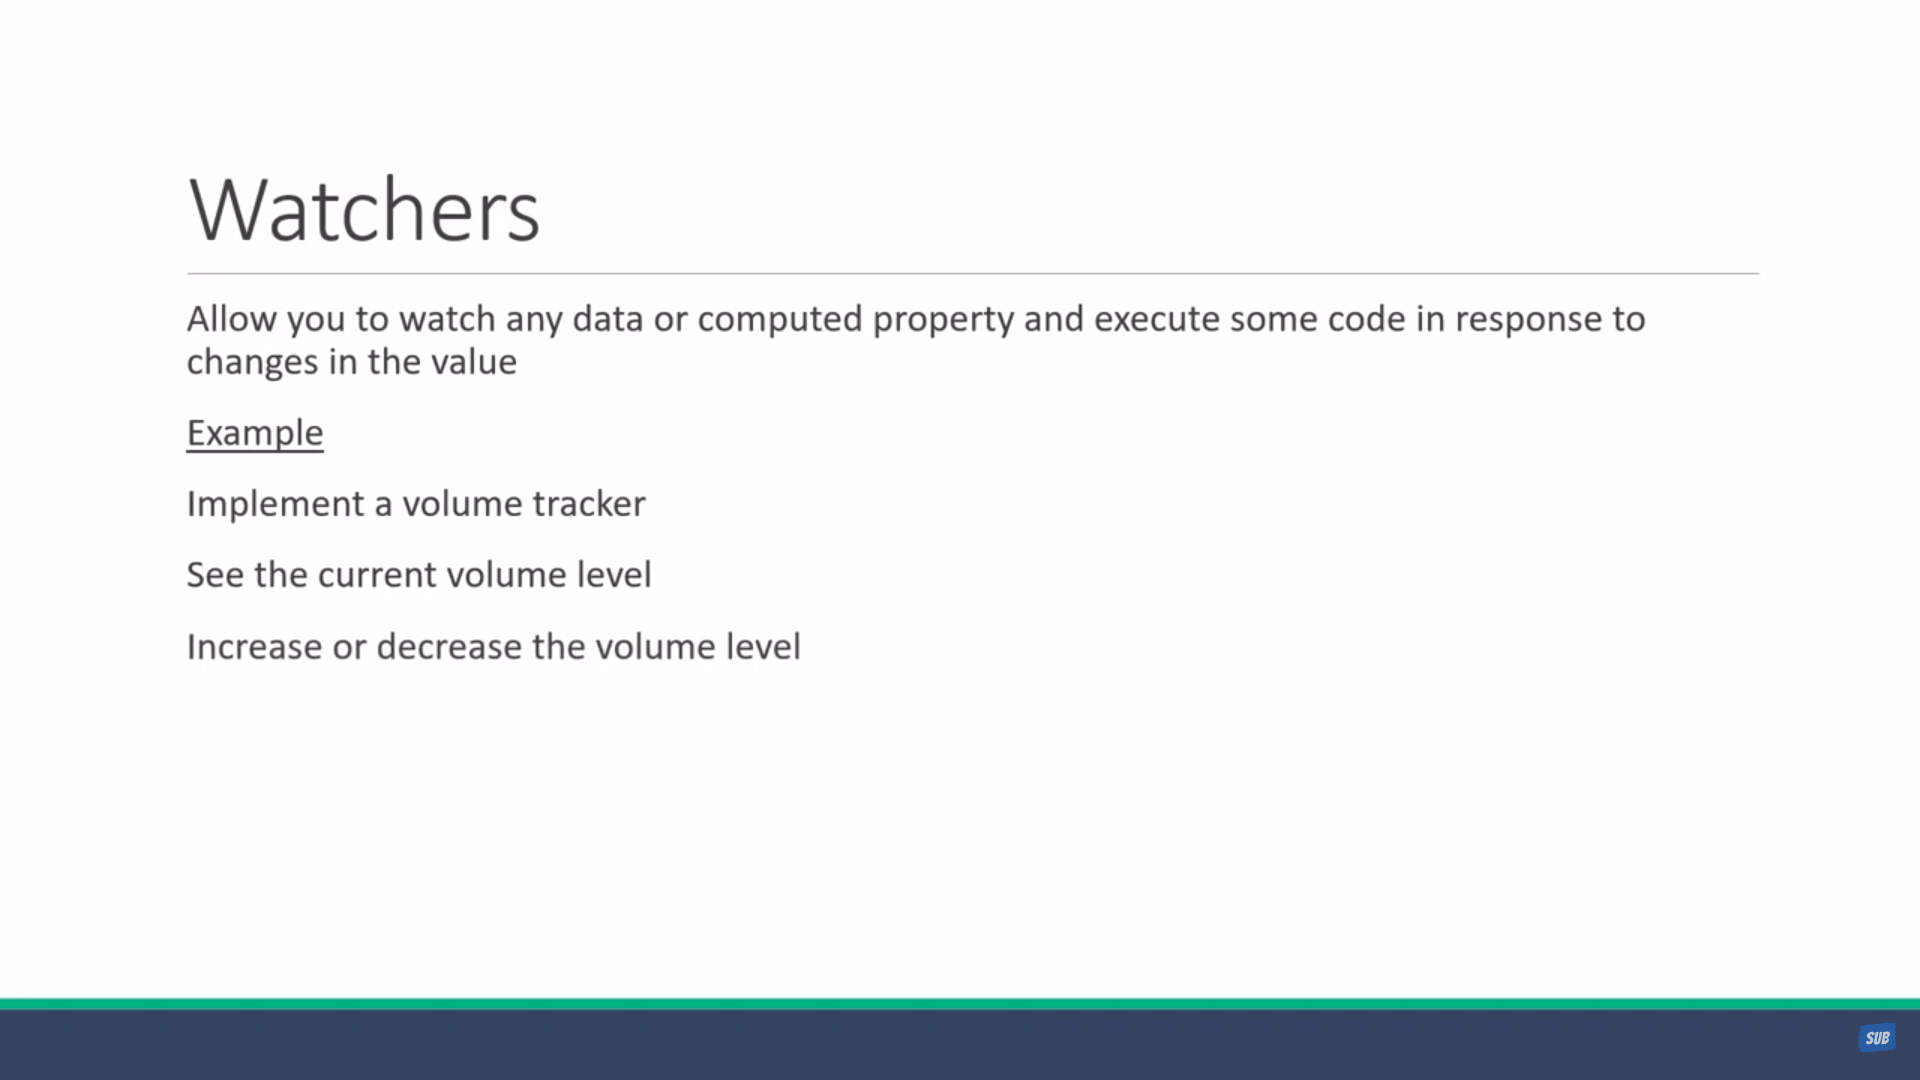 Watchers
Allow you to watch any data or computed property and execute some code in response to
changes in the value
Example
Implement a volume tracker
See the current volume level
Increase or decrease the volume level
SUB